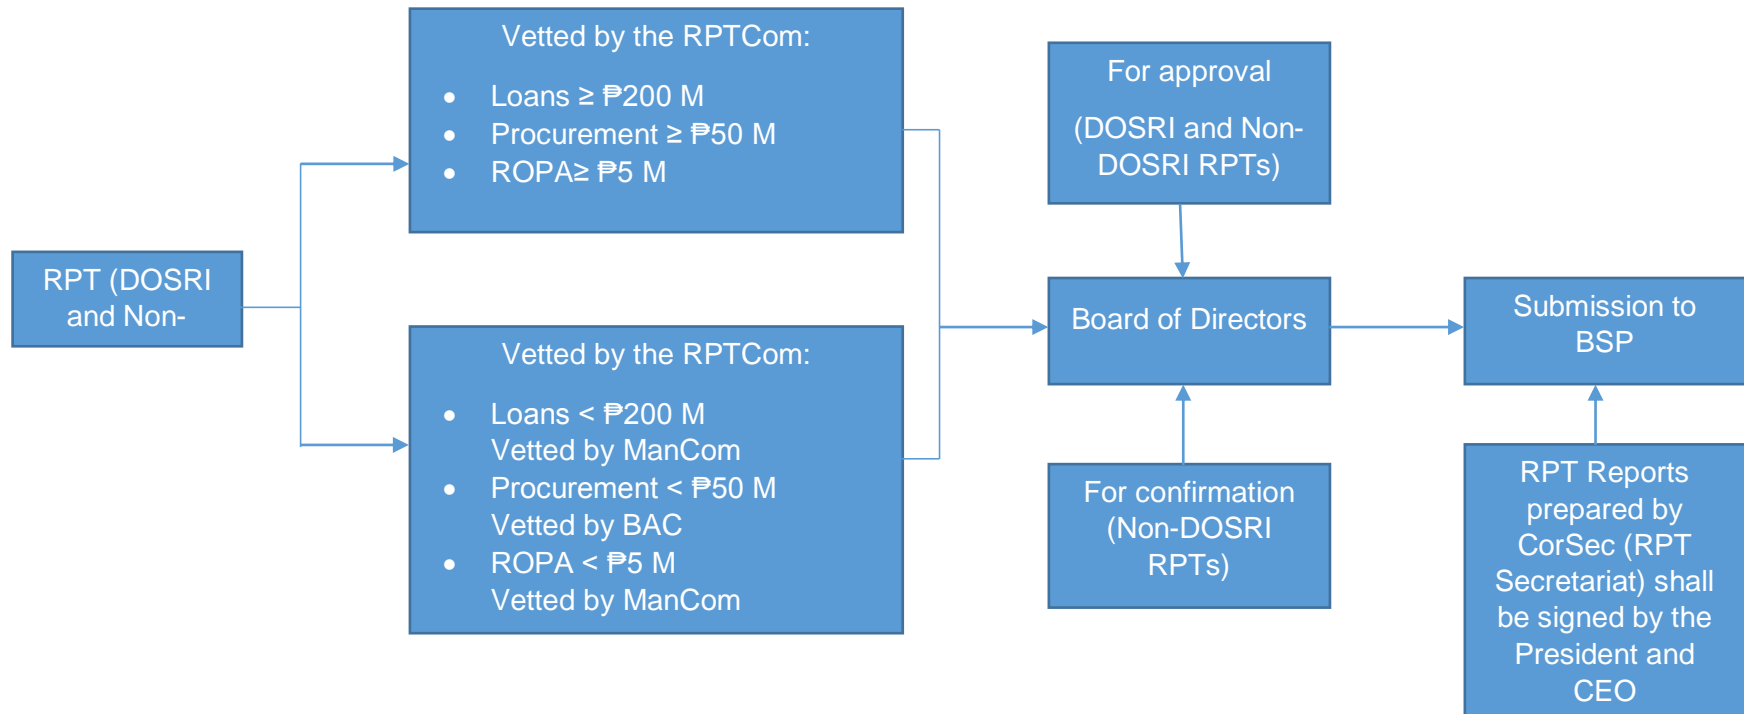 RPT (DOSRI
and Non-
Vetted by the RPTCom:
• Loans ≥ ₱200 M
• Procurement ≥ ₱50 M
• ROPA≥ ₱5 M
Vetted by the RPTCom:
• Loans < ₱200 M
Vetted by ManCom
• Procurement < ₱50 M
Vetted by BAC
• ROPA < ₱5 M
Vetted by ManCom
For approval
(DOSRI and Non-
DOSRI RPTs)
Board of Directors
For confirmation
(Non-DOSRI
RPTs)
Submission to
BSP
RPT Reports
prepared by
CorSec (RPT
Secretariat) shall
be signed by the
President and
CEO